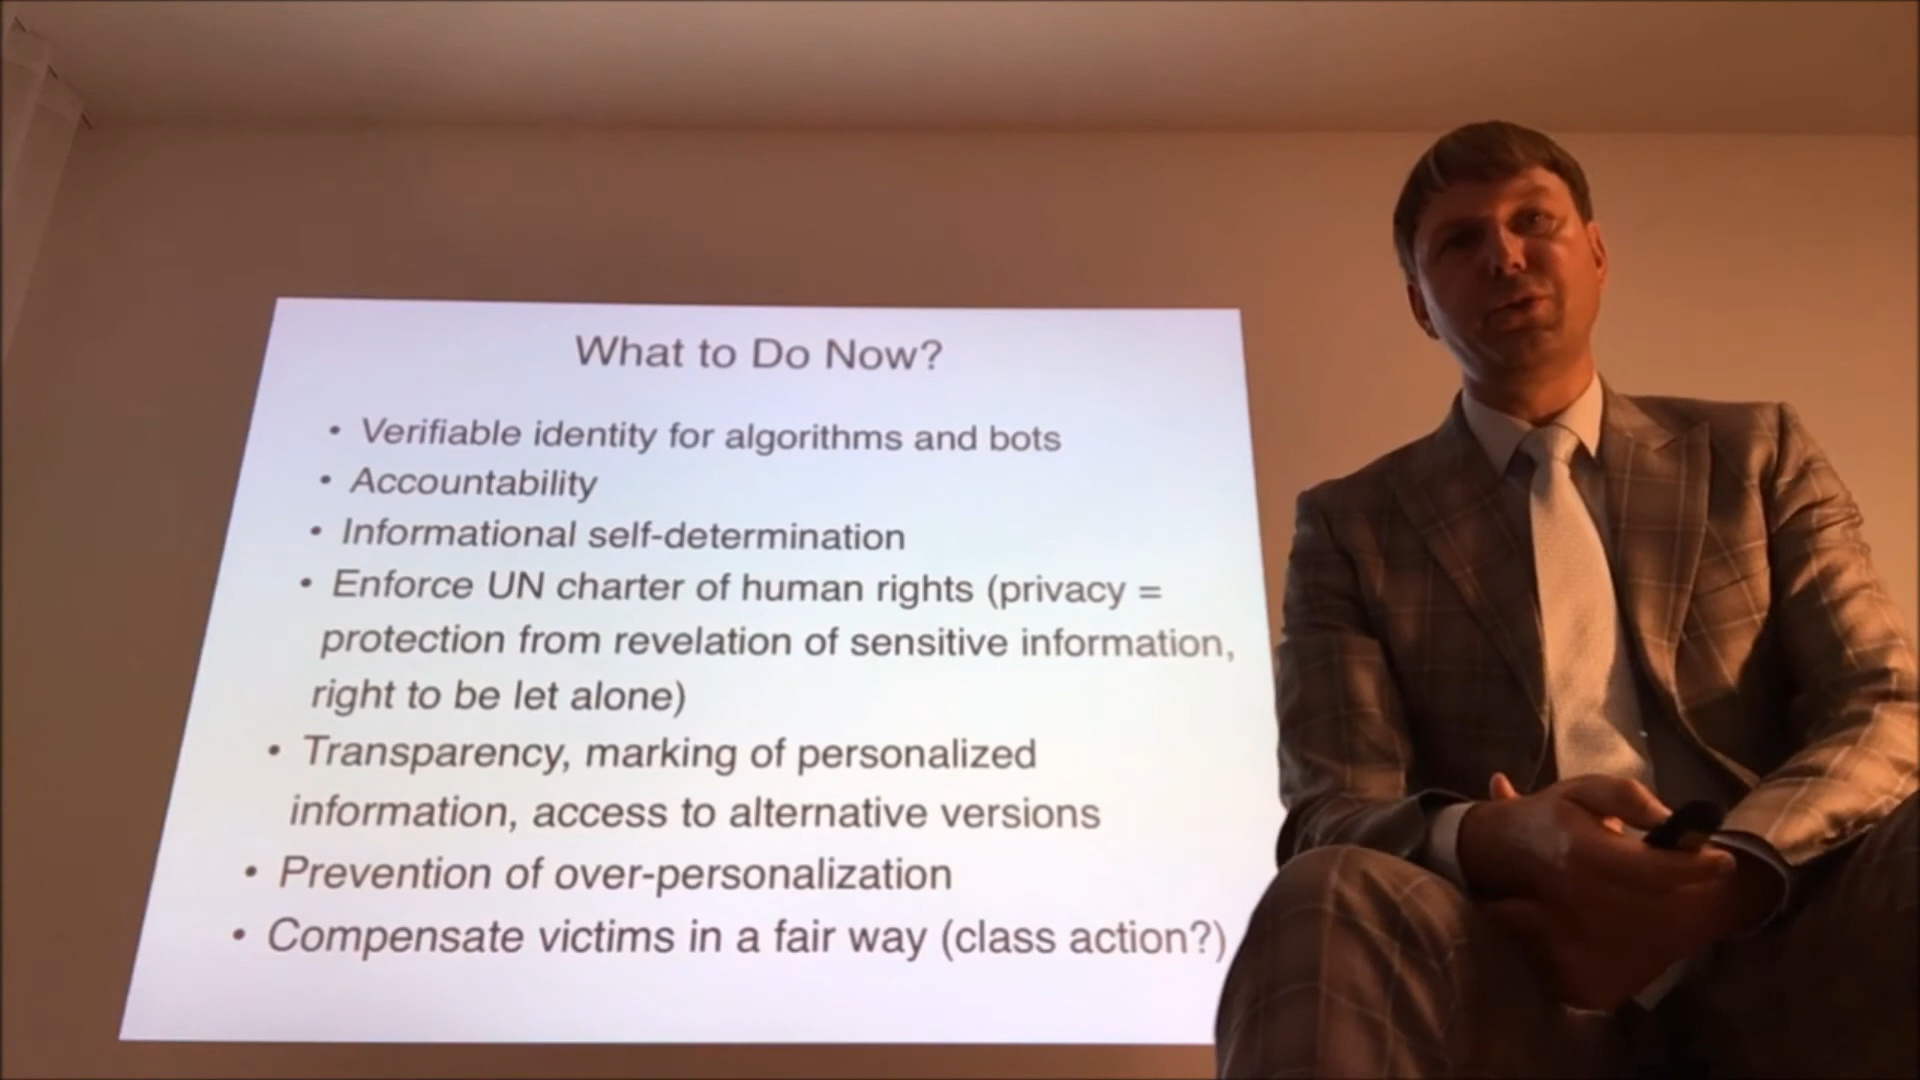 What to Do Now?
• Verifiable identity for algorithms and bots
• Accountability
• Informational self-determination
• Enforce UN charter of human rights (privacy =
protection from revelation of sensitive information,
right to be let alone)
• Transparency, marking of personalized
information, access to alternative versions
• Prevention of over-personalization
• Compensate victims in a fair way (class action?)